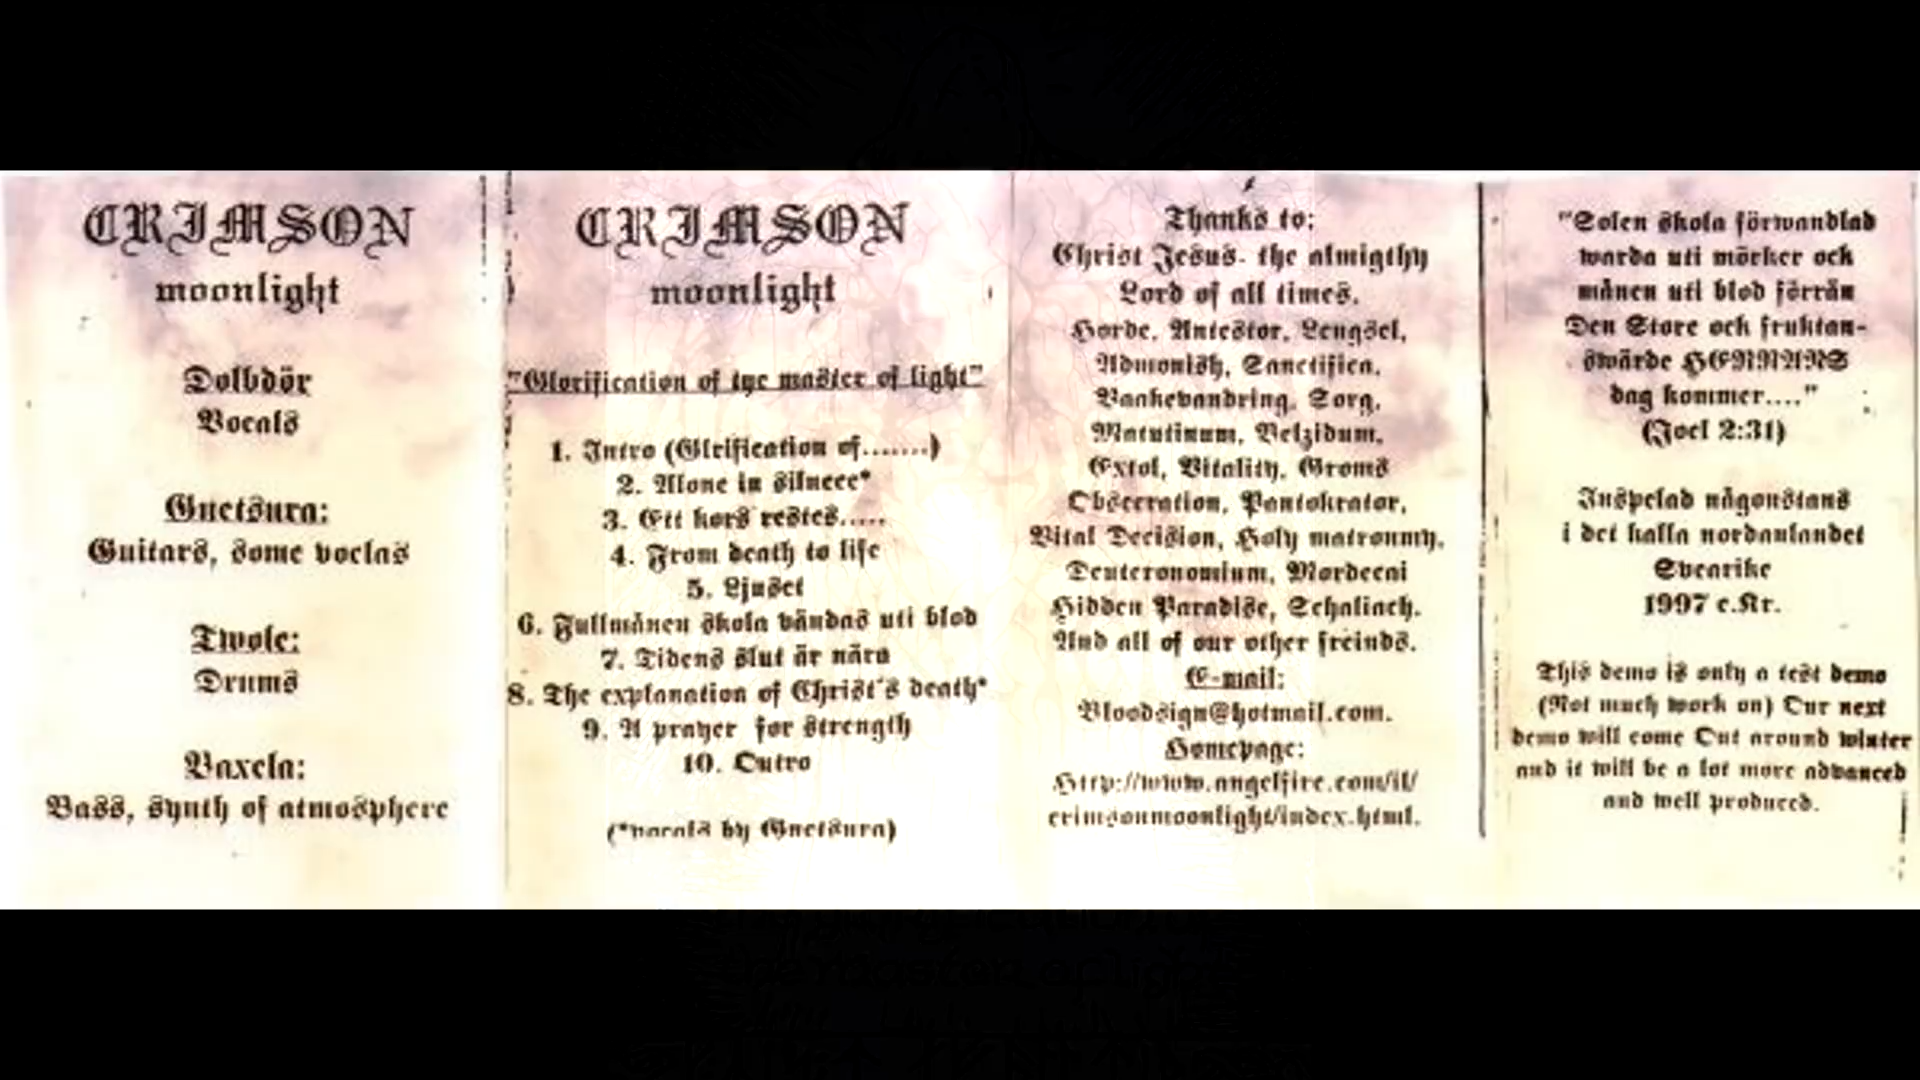 CRIMSON
moonlight
Dolbdör
Vocals
Gnetsura:
Guitars, some voclas
Twole:
Drums
Vaxela:
Bass, synth of atmosphere
CRIMSON
moonlight
"Glorification of the master of light"
1. Intro (Glrification of.......)
2. Alone in silnece*
3. Ett kors restes.....
4. From death to life
5. Ljuset
6. Fullmånen skola vändas uti blod
7. Tidens slut är nära
8. The explanation of Christ's death*
9. A prayer for strength
10. Outro
(*vocals by Gnetsura)
Thanks to:
Christ Jesus- the almigthy
Lord of all times.
Horde, Antestor, Lengsel,
Admonish, Sanctifica,
Vaakevandring, Sorg,
Matutinum, Belzidum,
Extol, Vitality, Groms
Obsecration, Pantokrator,
Vital Decision, Holy matronmy,
Deuteronomium, Mordecai
Hidden Paradise, Schaliach.
And all of our other freinds.
E-mail:
Bloodsign@hotmail.com.
Homepage:
Http://www.angelfire.com/il/
crimsonmoonlight/index.html.
"Solen skola förwandlad
warda uti mörker och
månen uti blod förrän
Den Store och fruktan-
swärde HERRANS
dag kommer...."
(Joel 2:31)
Inspelad någonstans
i det kalla nordanlandet
Svearike
1997 e.Kr.
This demo is only a test demo
(Not much work on) Our next
demo will come Out around winter
and it will be a lot more advanced
and well produced.